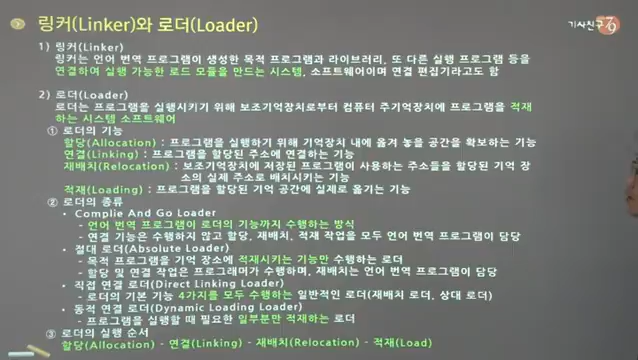 링커(Linker)와 로더(Loader)
기사친구
1) 링커(Linker)
링커는 언어 번역 프로그램이 생성한 목적 프로그램과 라이브러리, 또 다른 실행 프로그램 등을
연결하여 실행 가능한 로드 모듈을 만드는 시스템, 소프트웨어이며 연결 편집기라고도 함
2) 로더(Loader)
로더는 프로그램을 실행시키기 위해 보조기억장치로부터 컴퓨터 주기억장치에 프로그램을 적재
하는 시스템 소프트웨어
① 로더의 기능
할당(Allocation) : 프로그램을 실행하기 위해 기억장치 내에 옮겨 놓을 공간을 확보하는 기능
연결(Linking) : 프로그램을 할당된 주소에 연결하는 기능
재배치(Relocation) : 보조기억장치에 저장된 프로그램이 사용하는 주소들을 할당된 기억 장
소의 실제 주소로 배치시키는 기능
적재(Loading) : 프로그램을 할당된 기억 공간에 실제로 옮기는 기능
② 로더의 종류
• Complie And Go Loader
- 언어 번역 프로그램이 로더의 기능까지 수행하는 방식
- 연결 기능은 수행하지 않고 할당, 재배치, 적재 작업을 모두 언어 번역 프로그램이 담당
• 절대 로더(Absolute Loader)
- 목적 프로그램을 기억 장소에 적재시키는 기능만 수행하는 로더
- 할당 및 연결 작업은 프로그래머가 수행하며, 재배치는 언어 번역 프로그램이 담당
• 직접 연결 로더(Direct Linking Loader)
- 로더의 기본 기능 4가지를 모두 수행하는 일반적인 로더(재배치 로더, 상대 로더)
• 동적 연결 로더(Dynamic Loading Loader)
- 프로그램을 실행할 때 필요한 일부분만 적재하는 로더
③ 로더의 실행 순서
할당(Allocation) - 연결(Linking) - 재배치(Relocation) - 적재(Load)